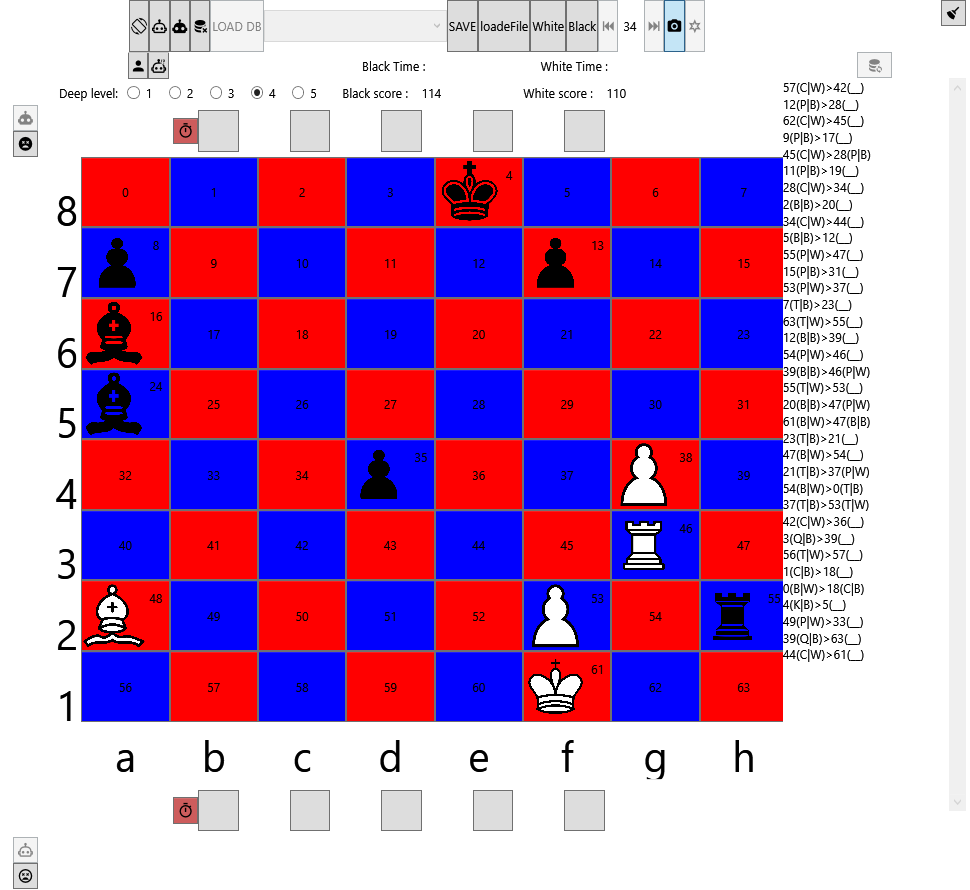 LOAD DB SAVE loadeFile White Black 34
Black Time : White Time :
Deep level: 1 2 3 4 5 Black score : 114 White score : 110
57(C|W)>42(__)
12(P|B)>28(__)
62(C|W)>45(__)
9(P|B)>17(__)
45(C|W)>28(P|B)
11(P|B)>19(__)
28(C|W)>34(__)
2(B|B)>20(__)
34(C|W)>44(__)
5(B|B)>12(__)
55(P|W)>47(__)
15(P|B)>31(__)
53(P|W)>37(__)
7(T|B)>23(__)
63(T|W)>55(__)
12(B|B)>39(__)
54(P|W)>46(__)
39(B|B)>46(P|W)
55(T|W)>53(__)
20(B|B)>47(P|W)
61(B|W)>47(B|B)
23(T|B)>21(__)
47(B|W)>54(__)
21(T|B)>37(P|W)
54(B|W)>0(T|B)
37(T|B)>53(T|W)
42(C|W)>36(__)
3(Q|B)>39(__)
56(T|W)>57(__)
1(C|B)>18(__)
0(B|W)>18(C|B)
4(K|B)>5(__)
49(P|W)>33(__)
39(Q|B)>63(__)
44(C|W)>61(__)
8 0 1 2 3 4 5 6 7
7 8 9 10 11 12 13 14 15
6 16 17 18 19 20 21 22 23
5 24 25 26 27 28 29 30 31
4 32 33 34 35 36 37 38 39
3 40 41 42 43 44 45 46 47
2 48 49 50 51 52 53 54 55
1 56 57 58 59 60 61 62 63
a b c d e f g h